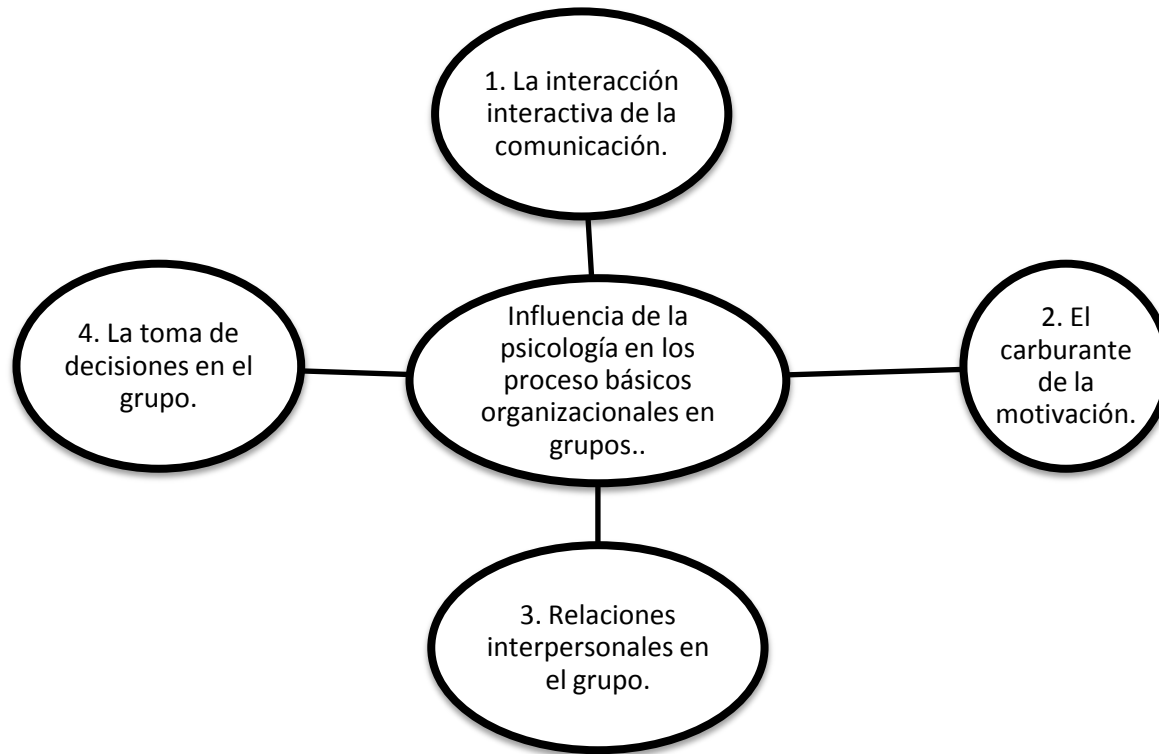 1. La interacción
interactiva de la
comunicación.
4. La toma de
decisiones en el
grupo.
Influencia de la
psicología en los
proceso básicos
organizacionales en
grupos..
2. El
carburante
de la
motivación.
3. Relaciones
interpersonales en
el grupo.